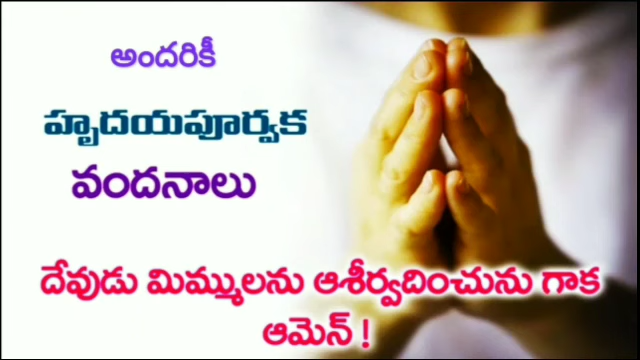 అందరికీ
హృదయపూర్వక
వందనాలు
దేవుడు మిమ్ములను ఆశీర్వదించును గాక
ఆమెన్ !